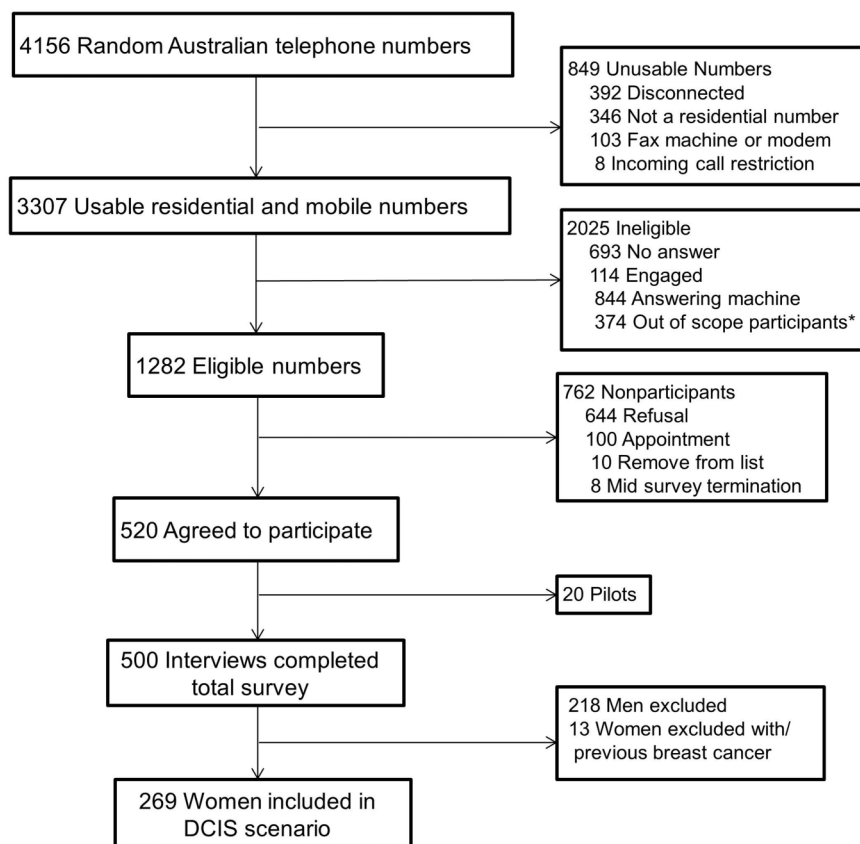 4156 Random Australian telephone numbers
849 Unusable Numbers
392 Disconnected
346 Not a residential number
103 Fax machine or modem
8 Incoming call restriction
3307 Usable residential and mobile numbers
2025 Ineligible
693 No answer
114 Engaged
844 Answering machine
374 Out of scope participants*
1282 Eligible numbers
762 Nonparticipants
644 Refusal
100 Appointment
10 Remove from list
8 Mid survey termination
520 Agreed to participate
20 Pilots
500 Interviews completed
total survey
218 Men excluded
13 Women excluded with/
previous breast cancer
269 Women included in
DCIS scenario